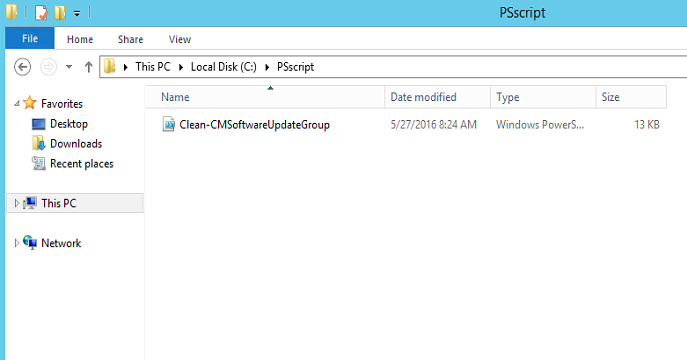 PSscript
File Home Share View
This PC Local Disk (C:) PSscript
Favorites
Desktop
Downloads
Recent places
This PC
Network
Name Date modified Type Size
Clean-CMSoftwareUpdateGroup 5/27/2016 8:24 AM Windows PowerS... 13 KB